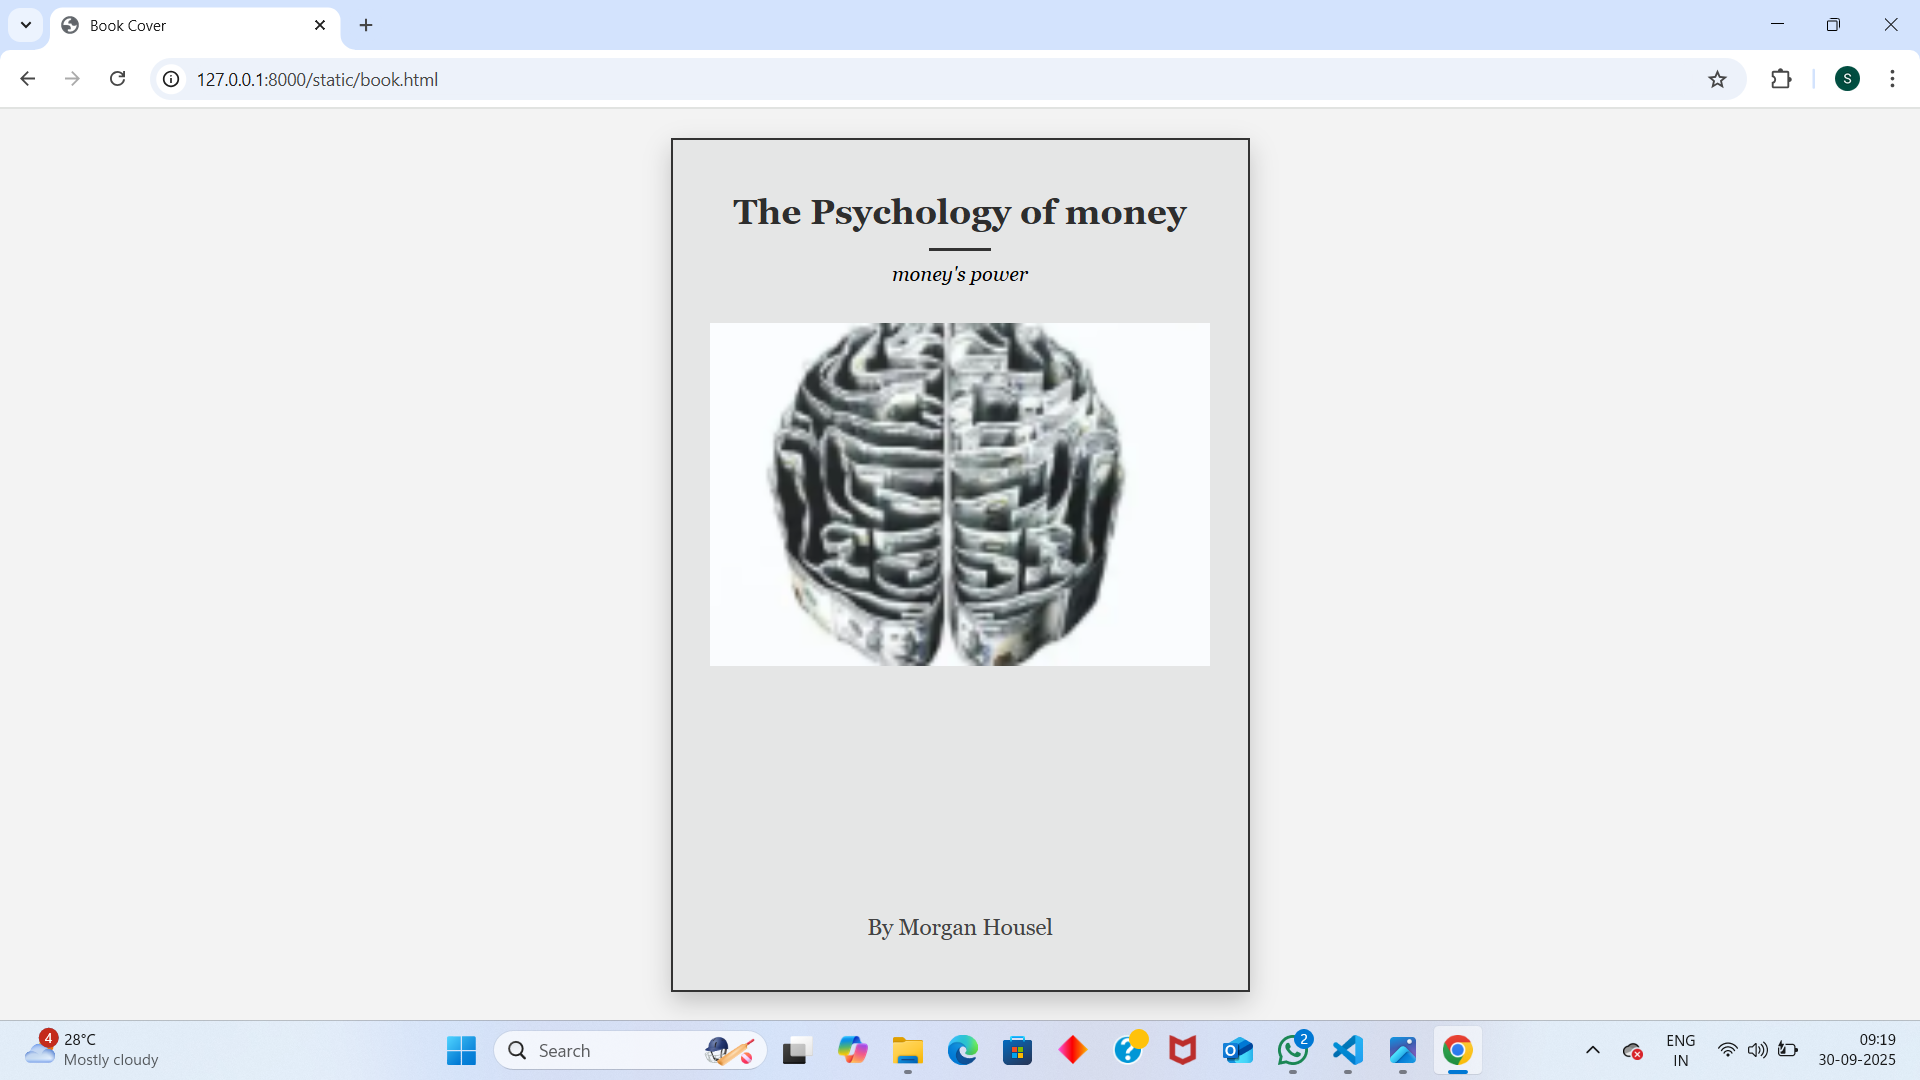 Book Cover
127.0.0.1:8000/static/book.html
S
The Psychology of money
money's power
By Morgan Housel
4
28°C
Mostly cloudy
Search
2
ENG
IN
09:19
30-09-2025